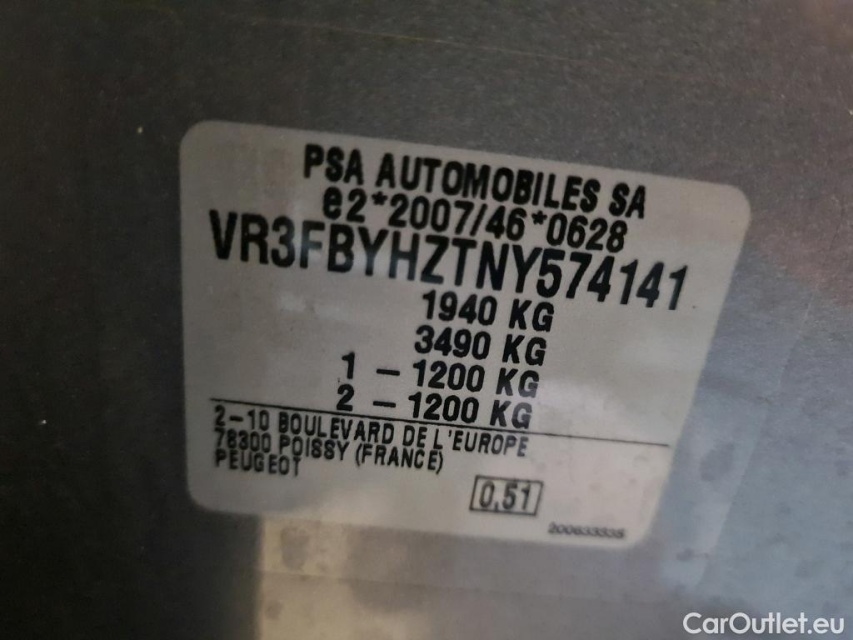 PSA AUTOMOBILES SA
e2*2007/46*0628
VR3FBYHZTNY574141
1940 KG
3490 KG
1 - 1200 KG
2 - 1200 KG
2-10 BOULEVARD DE L'EUROPE
78300 POISSY (FRANCE)
PEUGEOT
0,51
CarOutlet.eu